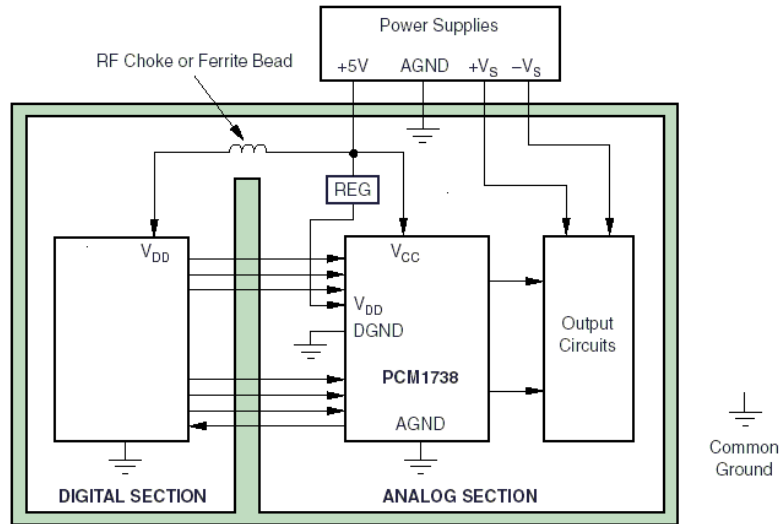 Power Supplies
+5V AGND +VS –VS
RF Choke or Ferrite Bead
REG
VDD
VCC
VDD
DGND
Output
Circuits
PCM1738
AGND
Common
Ground
DIGITAL SECTION
ANALOG SECTION